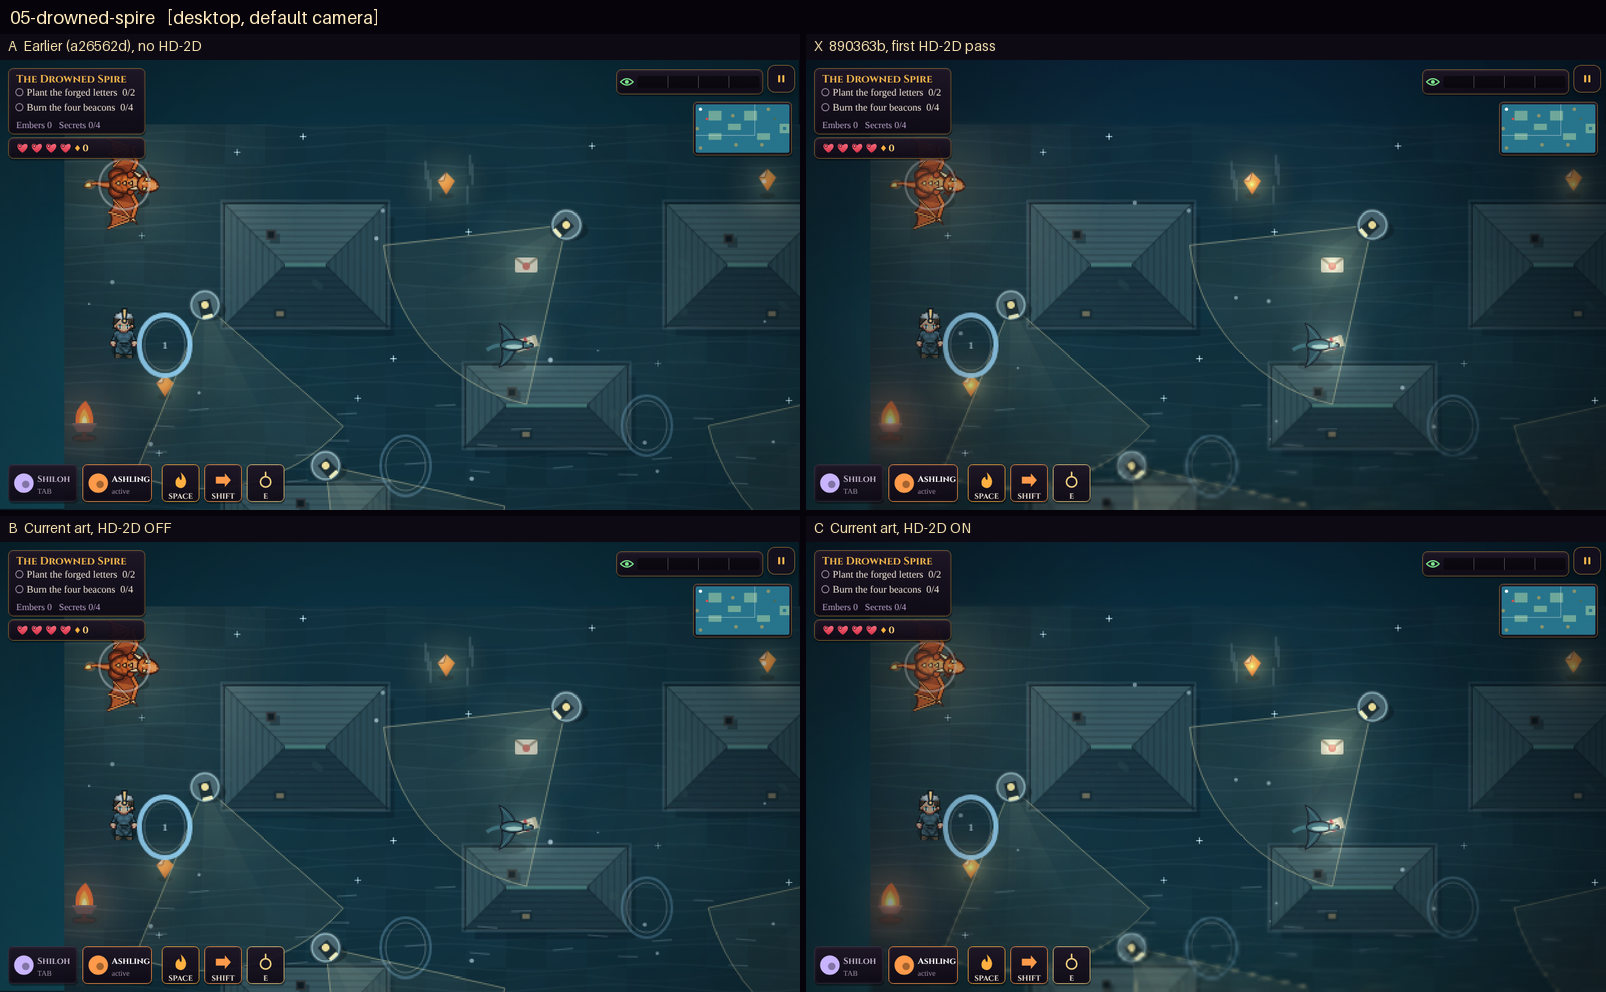 05-drowned-spire [desktop, default camera]
A Earlier (a26562d), no HD-2D
THE DROWNED SPIRE
Plant the forged letters 0/2
Burn the four beacons 0/4
Embers 0 Secrets 0/4
0
1
SHILOH
TAB
ASHLING
active
SPACE
SHIFT
E
X 890363b, first HD-2D pass
THE DROWNED SPIRE
Plant the forged letters 0/2
Burn the four beacons 0/4
Embers 0 Secrets 0/4
0
1
SHILOH
TAB
ASHLING
active
SPACE
SHIFT
E
B Current art, HD-2D OFF
THE DROWNED SPIRE
Plant the forged letters 0/2
Burn the four beacons 0/4
Embers 0 Secrets 0/4
0
1
SHILOH
TAB
ASHLING
active
SPACE
SHIFT
E
C Current art, HD-2D ON
THE DROWNED SPIRE
Plant the forged letters 0/2
Burn the four beacons 0/4
Embers 0 Secrets 0/4
0
1
SHILOH
TAB
ASHLING
active
SPACE
SHIFT
E